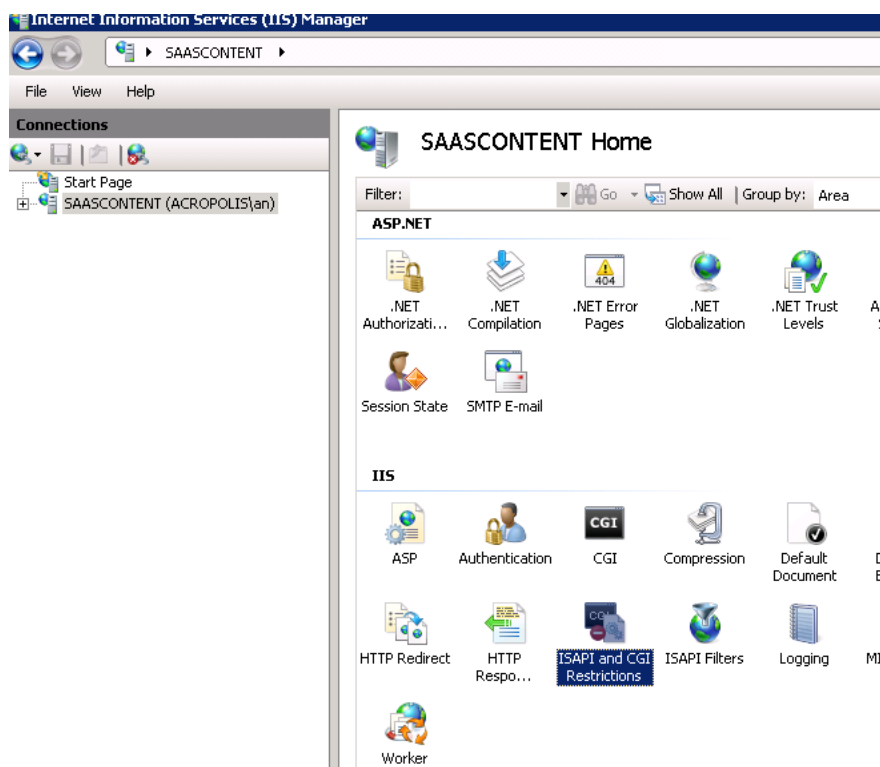 Internet Information Services (IIS) Manager
SAASCONTENT
File View Help
Connections
Start Page
SAASCONTENT (ACROPOLIS\an)
SAASCONTENT Home
Filter: Go Show All Group by: Area
ASP.NET
404
.NET Authorizati...
.NET Compilation
.NET Error Pages
.NET Globalization
.NET Trust Levels
Session State
SMTP E-mail
IIS
CGI
ASP
Authentication
CGI
Compression
Default Document
HTTP Redirect
HTTP Respo...
ISAPI and CGI Restrictions
ISAPI Filters
Logging
Worker